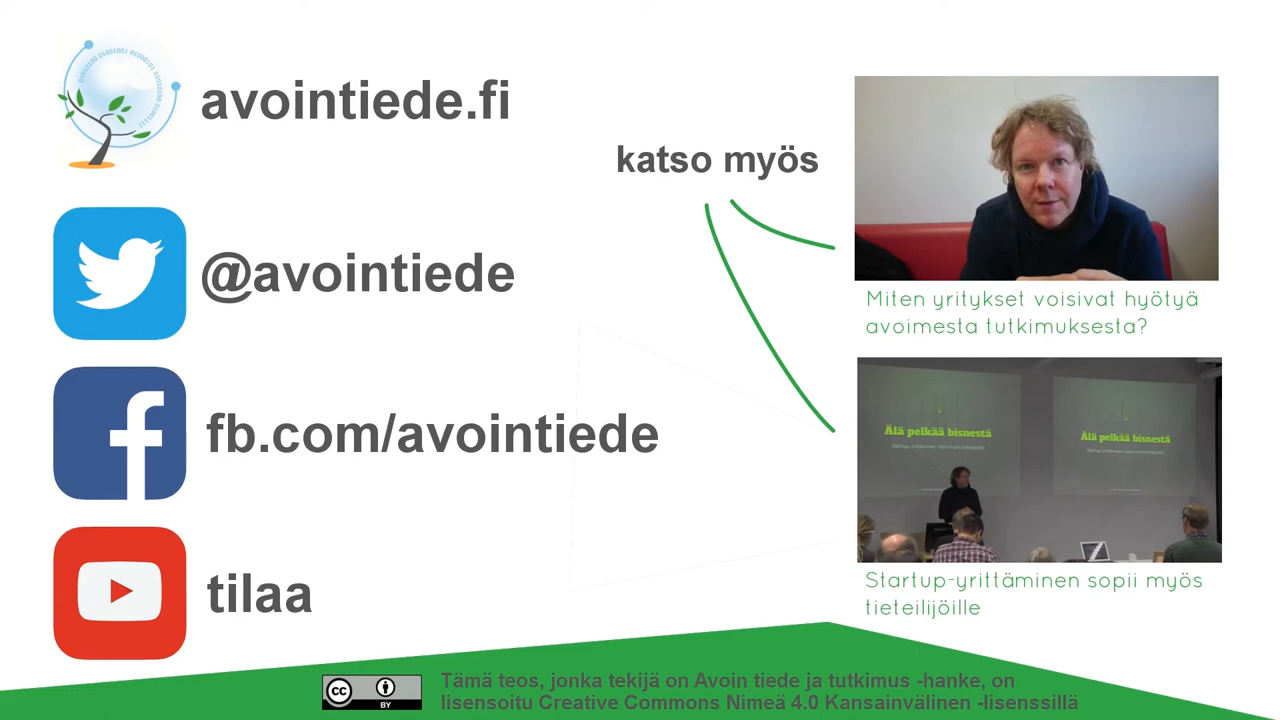 avointiede.fi
@avointiede
fb.com/avointiede
tilaa
katso myös
Miten yritykset voisivat hyötyä
avoimesta tutkimuksesta?
Älä pelkää bisnestä
Älä pelkää bisnestä
Startup-yrittäminen sopii myös
tieteilijöille
cc
BY
Tämä teos, jonka tekijä on Avoin tiede ja tutkimus -hanke, on
lisensoitu Creative Commons Nimeä 4.0 Kansainvälinen -lisenssillä